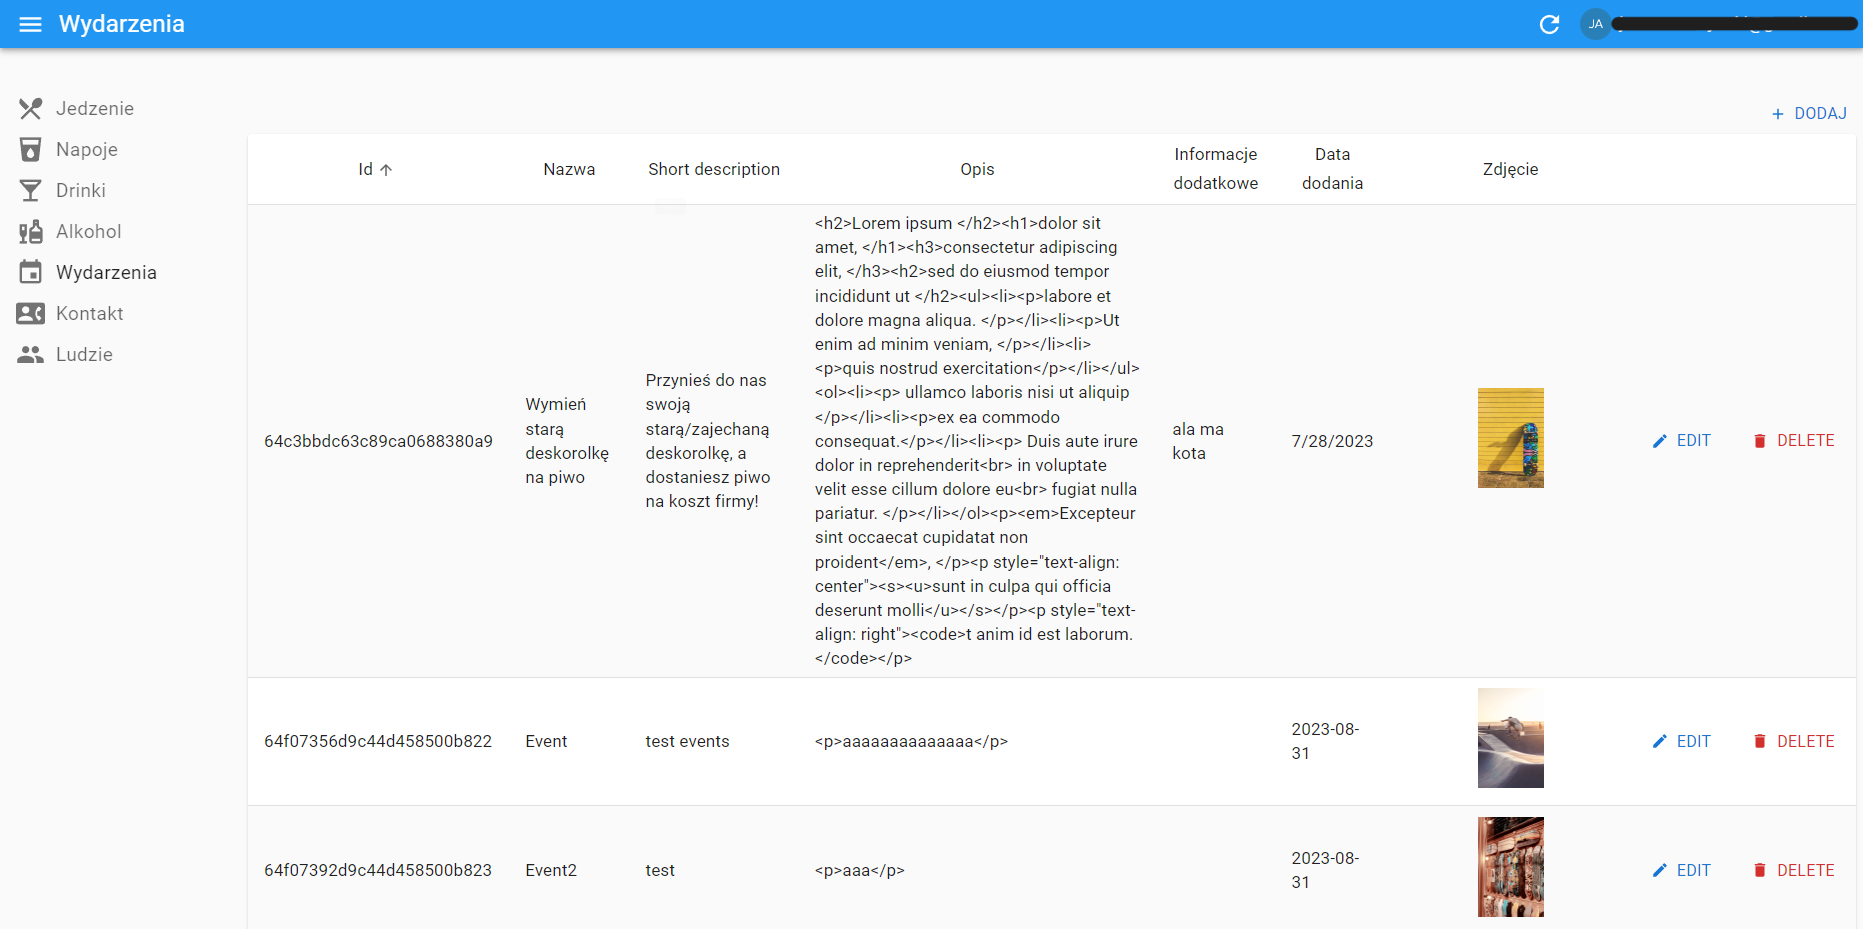 Wydarzenia
JA
Jedzenie
Napoje
Drinki
Alkohol
Wydarzenia
Kontakt
Ludzie
+ DODAJ
Id
Nazwa
Short description
Opis
Informacje
dodatkowe
Data
dodania
Zdjęcie
64c3bbdc63c89ca0688380a9
Wymień
starą
deskorolkę
na piwo
Przynieś do nas
swoją
starą/zajechaną
deskorolkę, a
dostaniesz piwo
na koszt firmy!
<h2>Lorem ipsum </h2><h1>dolor sit
amet, </h1><h3>consectetur adipiscing
elit, </h3><h2>sed do eiusmod tempor
incididunt ut </h2><ul><li><p>labore et
dolore magna aliqua. </p></li><li><p>Ut
enim ad minim veniam, </p></li><li>
<p>quis nostrud exercitation</p></li></ul>
<ol><li><p> ullamco laboris nisi ut aliquip
</p></li><li><p>ex ea commodo
consequat.</p></li><li><p> Duis aute irure
dolor in reprehenderit<br> in voluptate
velit esse cillum dolore eu<br> fugiat nulla
pariatur. </p></li></ol><p><em>Excepteur
sint occaecat cupidatat non
proident</em>, </p><p style="text-align:
center"><s><u>sunt in culpa qui officia
deserunt molli</u></s></p><p style="text-
align: right"><code>t anim id est laborum.
</code></p>
ala ma
kota
7/28/2023
EDIT
DELETE
64f07356d9c44d458500b822
Event
test events
<p>aaaaaaaaaaaaaa</p>
2023-08-
31
EDIT
DELETE
64f07392d9c44d458500b823
Event2
test
<p>aaa</p>
2023-08-
31
EDIT
DELETE